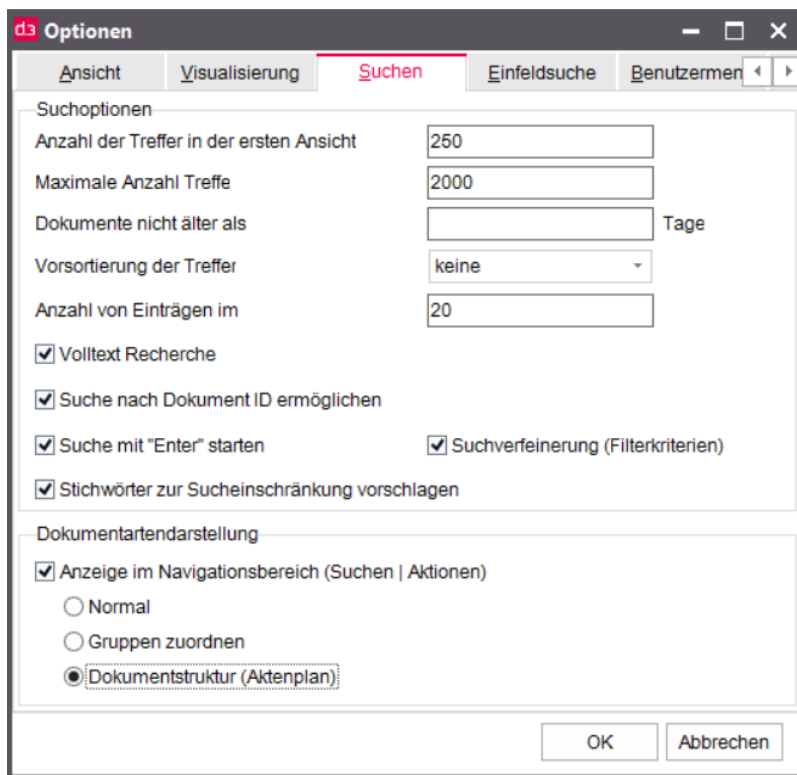 d3 Optionen
Ansicht Visualisierung Suchen Einfeldsuche Benutzermen
Suchoptionen
Anzahl der Treffer in der ersten Ansicht 250
Maximale Anzahl Treffe 2000
Dokumente nicht älter als Tage
Vorsortierung der Treffer keine
Anzahl von Einträgen im 20
Volltext Recherche
Suche nach Dokument ID ermöglichen
Suche mit "Enter" starten Suchverfeinerung (Filterkriterien)
Stichwörter zur Sucheinschränkung vorschlagen
Dokumentartendarstellung
Anzeige im Navigationsbereich (Suchen | Aktionen)
Normal
Gruppen zuordnen
Dokumentstruktur (Aktenplan)
OK Abbrechen